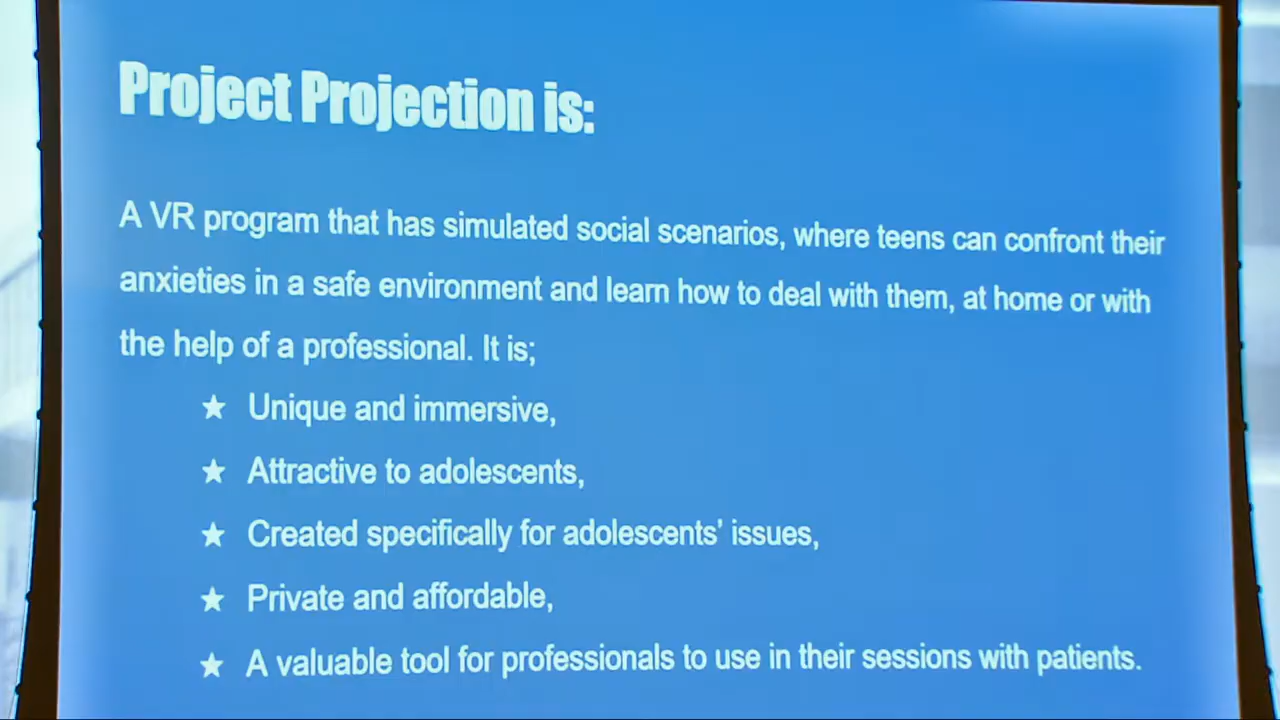 Project Projection is:
A VR program that has simulated social scenarios, where teens can confront their
anxieties in a safe environment and learn how to deal with them, at home or with
the help of a professional. It is;
★ Unique and immersive,
★ Attractive to adolescents,
★ Created specifically for adolescents' issues,
★ Private and affordable,
★ A valuable tool for professionals to use in their sessions with patients.